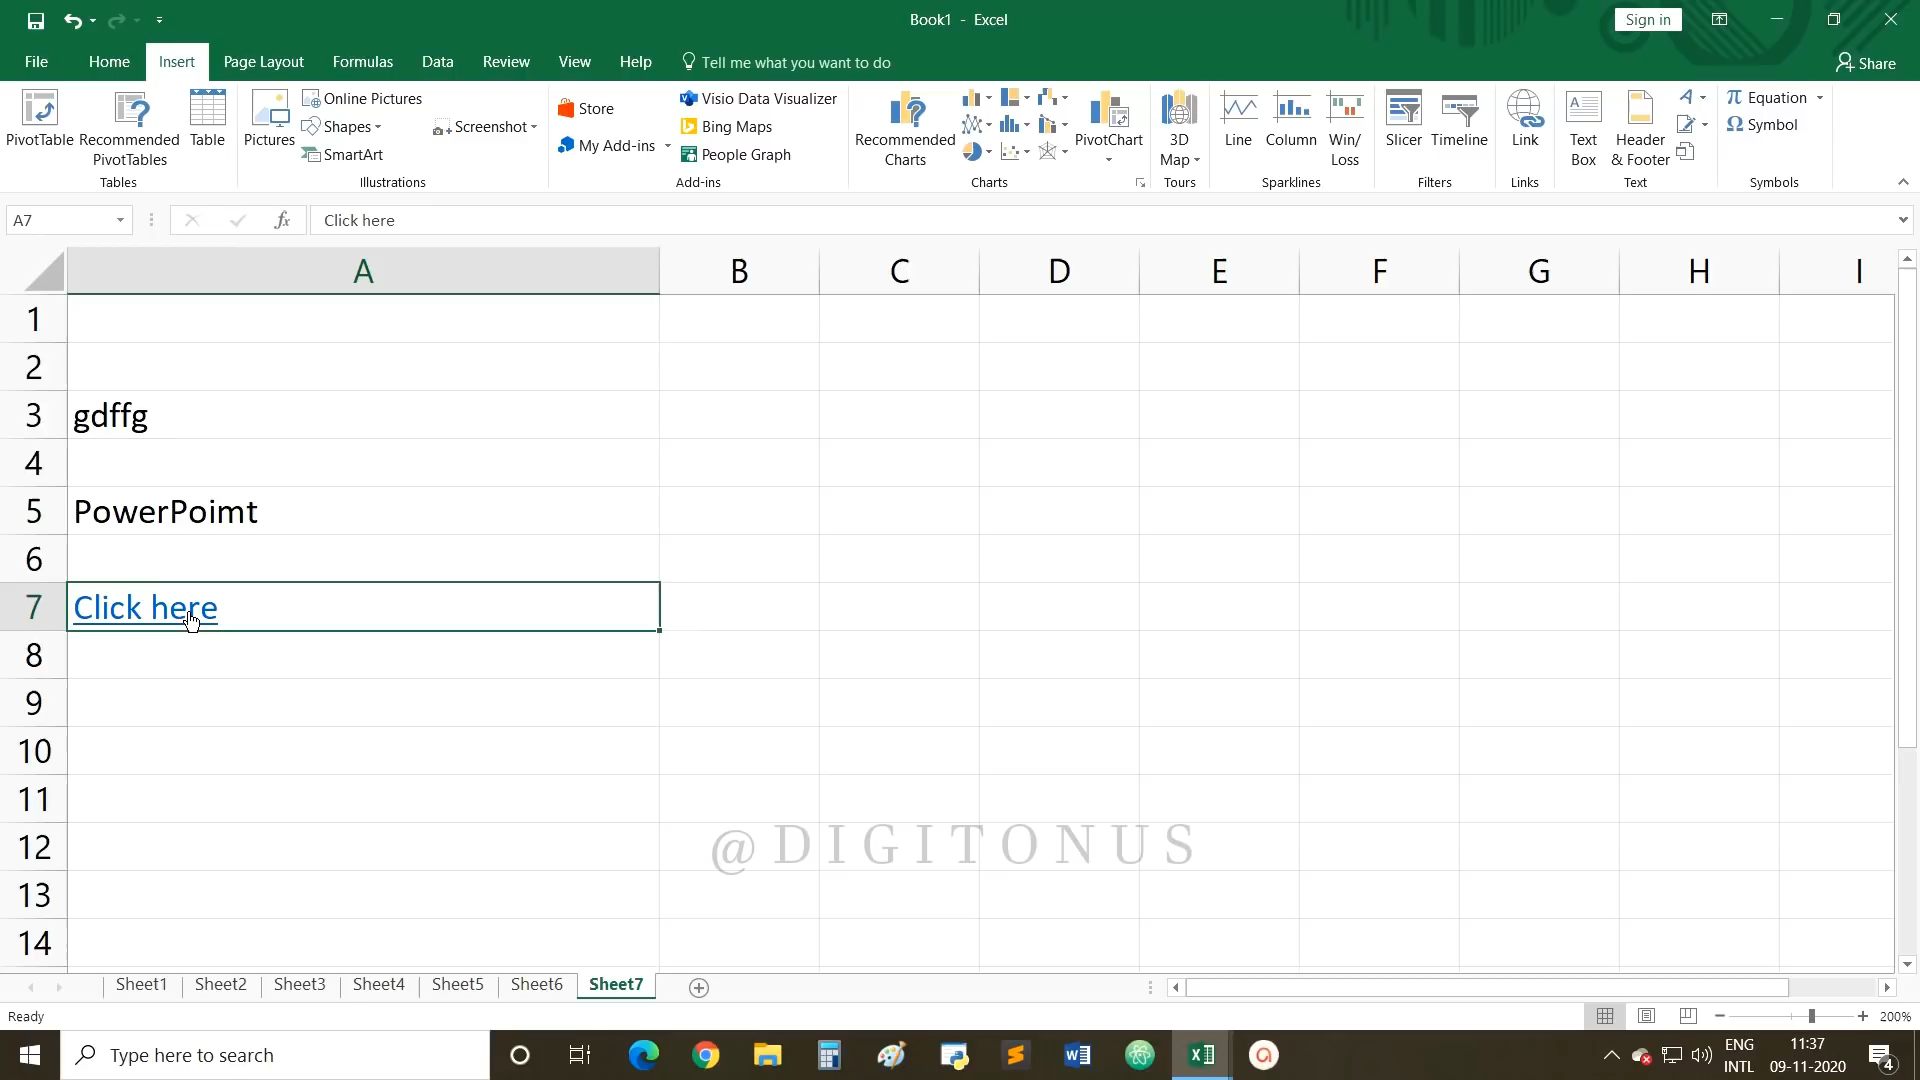 Book1 - Excel
Sign in
File Home Insert Page Layout Formulas Data Review View Help Tell me what you want to do Share
PivotTable Recommended PivotTables Table Pictures Online Pictures Shapes SmartArt Screenshot
Store My Add-ins Visio Data Visualizer Bing Maps People Graph
Recommended Charts PivotChart 3D Map Line Column Win/Loss Slicer Timeline Link Text Box Header & Footer Equation Symbol
Tables Illustrations Add-ins Charts Tours Sparklines Filters Links Text Symbols
A7 fx Click here
A B C D E F G H I
1
2
3 gdffg
4
5 PowerPoimt
6
7 Click here
8
9
10
11
12
@DIGITONUS
13
14
Sheet1 Sheet2 Sheet3 Sheet4 Sheet5 Sheet6 Sheet7
Ready 200%
Type here to search
ENG 11:37
INTL 09-11-2020 4